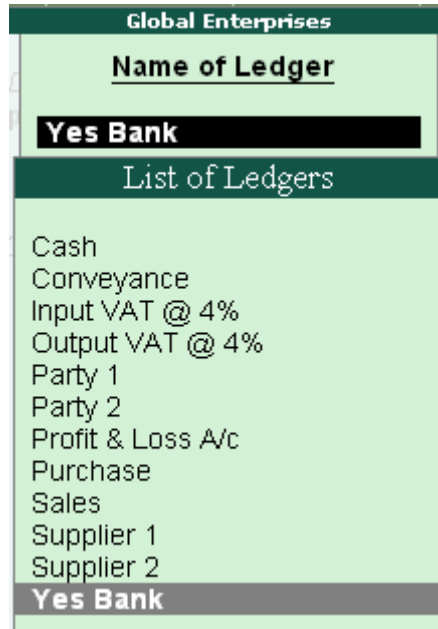 Global Enterprises
Name of Ledger
Yes Bank
List of Ledgers
Cash
Conveyance
Input VAT @ 4%
Output VAT @ 4%
Party 1
Party 2
Profit & Loss A/c
Purchase
Sales
Supplier 1
Supplier 2
Yes Bank